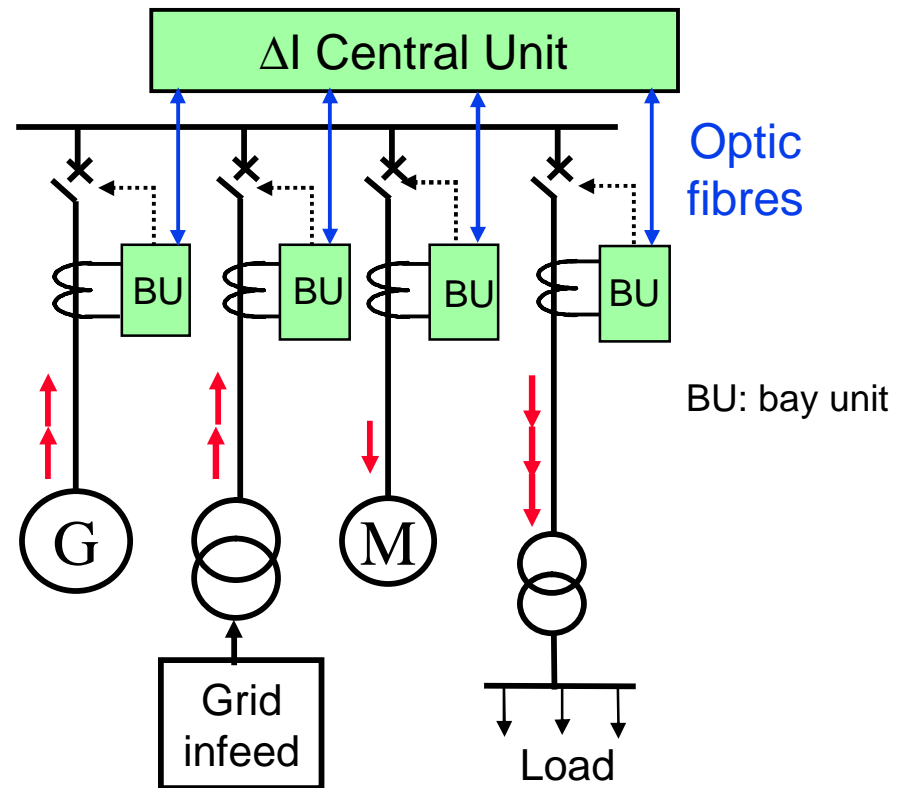 ΔI Central Unit
Optic
fibres
BU
BU
BU
BU
BU: bay unit
G
M
Grid
infeed
Load